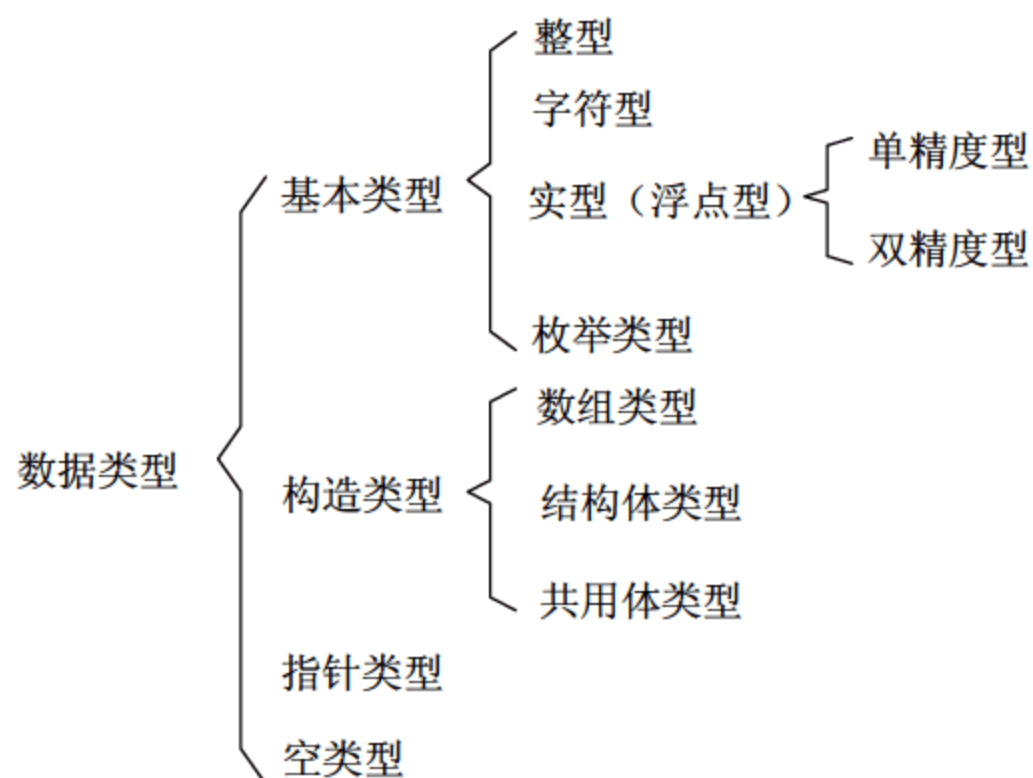 整型
字符型
单精度型
基本类型
实型（浮点型）
双精度型
枚举类型
数组类型
数据类型
构造类型
结构体类型
共用体类型
指针类型
空类型